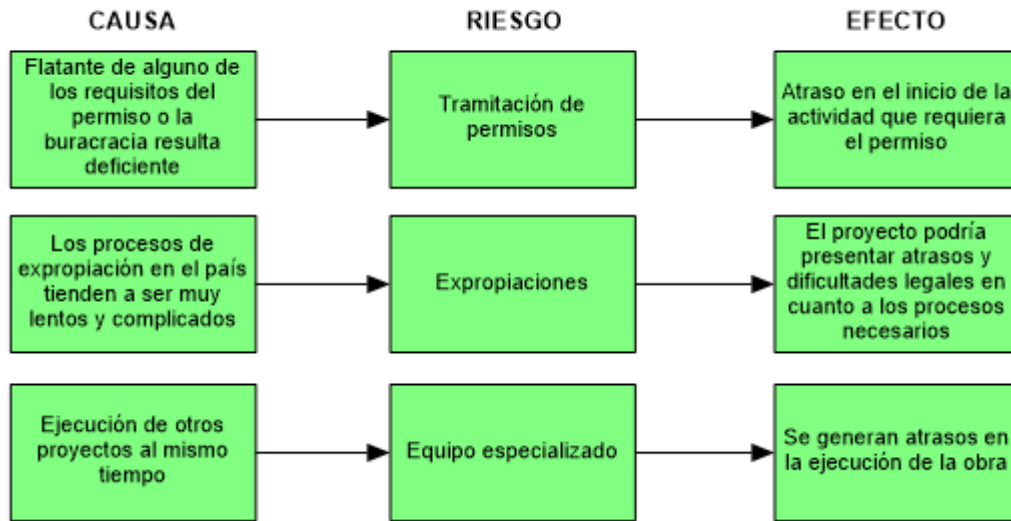 CAUSA
RIESGO
EFECTO
Flatante de alguno de
los requisitos del
permiso o la
buracracia resulta
deficiente
Tramitación de
permisos
Atraso en el inicio de la
actividad que requiera
el permiso
Los procesos de
expropiación en el país
tienden a ser muy
lentos y complicados
Expropiaciones
El proyecto podría
presentar atrasos y
dificultades legales en
cuanto a los procesos
necesarios
Ejecución de otros
proyectos al mismo
tiempo
Equipo especializado
Se generan atrasos en
la ejecución de la obra